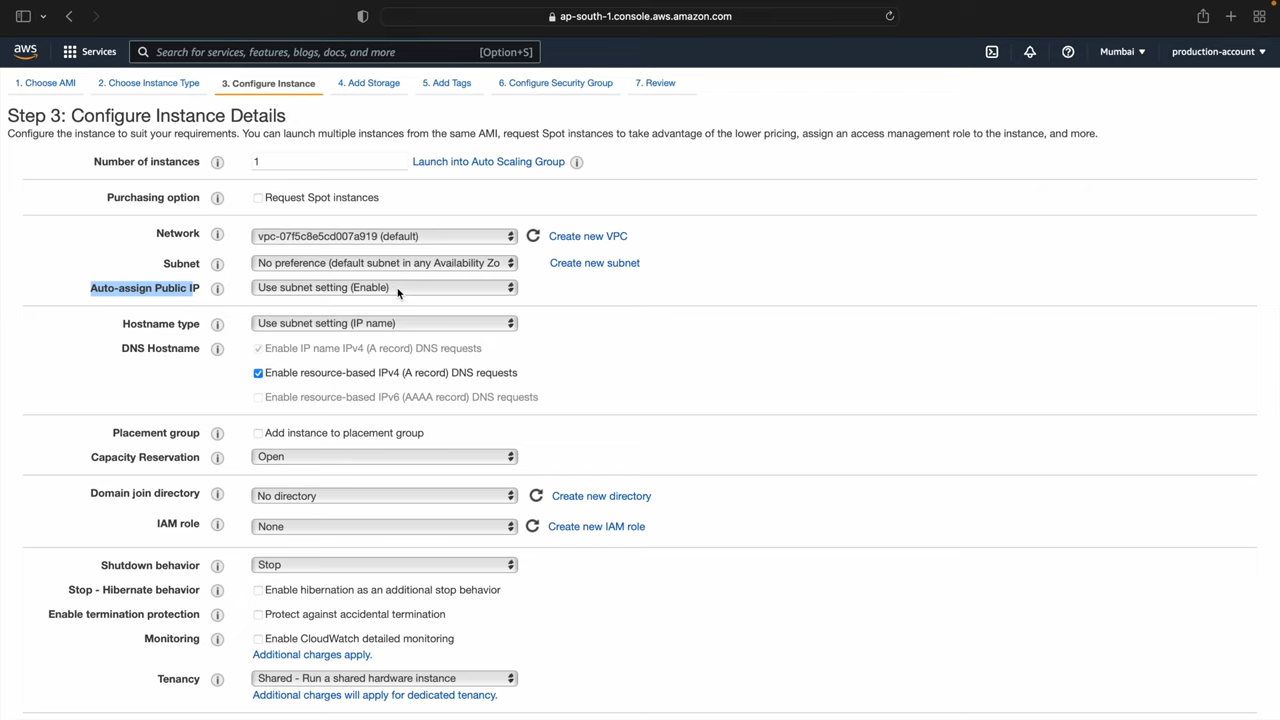 ap-south-1.console.aws.amazon.com
aws Services Search for services, features, blogs, docs, and more [Option+S] Mumbai production-account
1. Choose AMI 2. Choose Instance Type 3. Configure Instance 4. Add Storage 5. Add Tags 6. Configure Security Group 7. Review
Step 3: Configure Instance Details
Configure the instance to suit your requirements. You can launch multiple instances from the same AMI, request Spot instances to take advantage of the lower pricing, assign an access management role to the instance, and more.
Number of instances 1 Launch into Auto Scaling Group
Purchasing option Request Spot instances
Network vpc-07f5c8e5cd007a919 (default) Create new VPC
Subnet No preference (default subnet in any Availability Zo Create new subnet
Auto-assign Public IP Use subnet setting (Enable)
Hostname type Use subnet setting (IP name)
DNS Hostname Enable IP name IPv4 (A record) DNS requests
Enable resource-based IPv4 (A record) DNS requests
Enable resource-based IPv6 (AAAA record) DNS requests
Placement group Add instance to placement group
Capacity Reservation Open
Domain join directory No directory Create new directory
IAM role None Create new IAM role
Shutdown behavior Stop
Stop - Hibernate behavior Enable hibernation as an additional stop behavior
Enable termination protection Protect against accidental termination
Monitoring Enable CloudWatch detailed monitoring
Additional charges apply.
Tenancy Shared - Run a shared hardware instance
Additional charges will apply for dedicated tenancy.